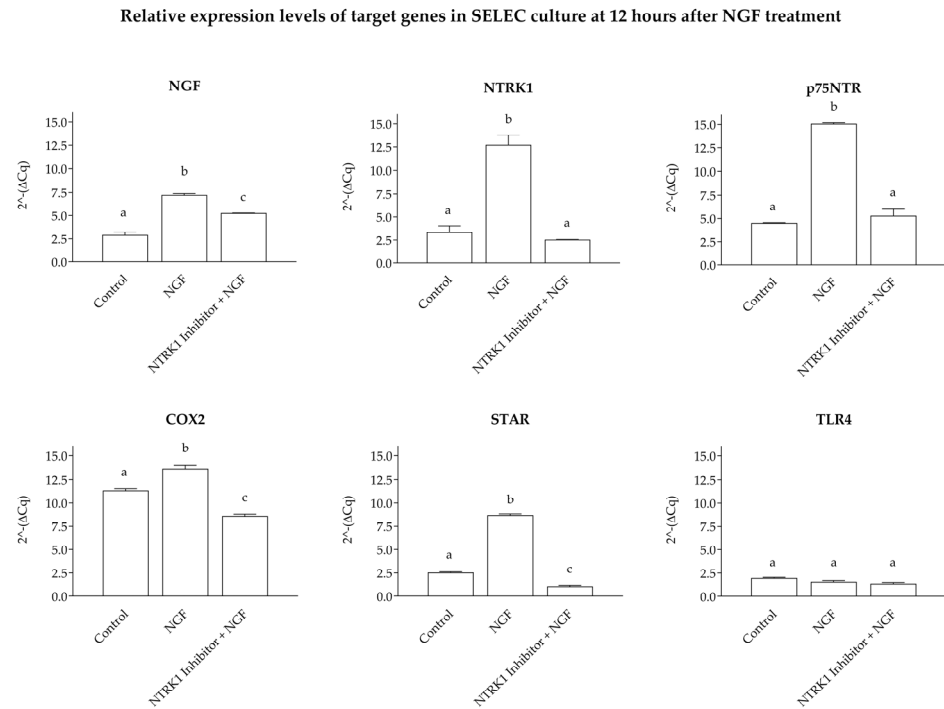 Relative expression levels of target genes in SELEC culture at 12 hours after NGF treatment
NGF
2^-(ΔCq)
15.0
12.5
10.0
7.5
5.0
2.5
0.0
a
b
c
Control
NGF
NTRK1 Inhibitor + NGF
NTRK1
2^-(ΔCq)
15.0
12.5
10.0
7.5
5.0
2.5
0.0
a
b
a
Control
NGF
NTRK1 Inhibitor + NGF
p75NTR
2^-(ΔCq)
15.0
12.5
10.0
7.5
5.0
2.5
0.0
a
b
a
Control
NGF
NTRK1 Inhibitor + NGF
COX2
2^-(ΔCq)
15.0
12.5
10.0
7.5
5.0
2.5
0.0
a
b
c
Control
NGF
NTRK1 Inhibitor + NGF
STAR
2^-(ΔCq)
15.0
12.5
10.0
7.5
5.0
2.5
0.0
a
b
c
Control
NGF
NTRK1 Inhibitor + NGF
TLR4
2^-(ΔCq)
15.0
12.5
10.0
7.5
5.0
2.5
0.0
a
a
a
Control
NGF
NTRK1 Inhibitor + NGF